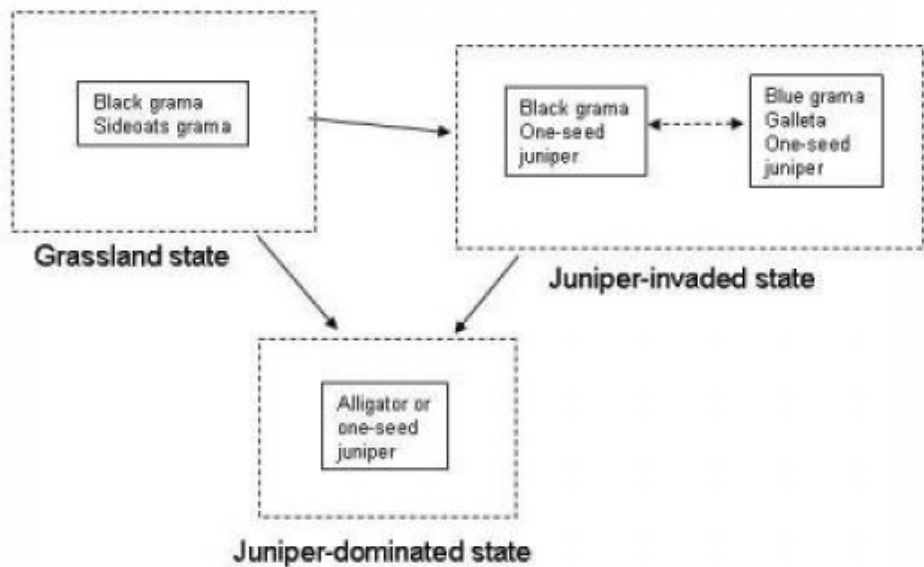 Black grama
Sideoats grama
Grassland state
Black grama
One-seed
juniper
Blue grama
Galleta
One-seed
juniper
Juniper-invaded state
Alligator or
one-seed
juniper
Juniper-dominated state